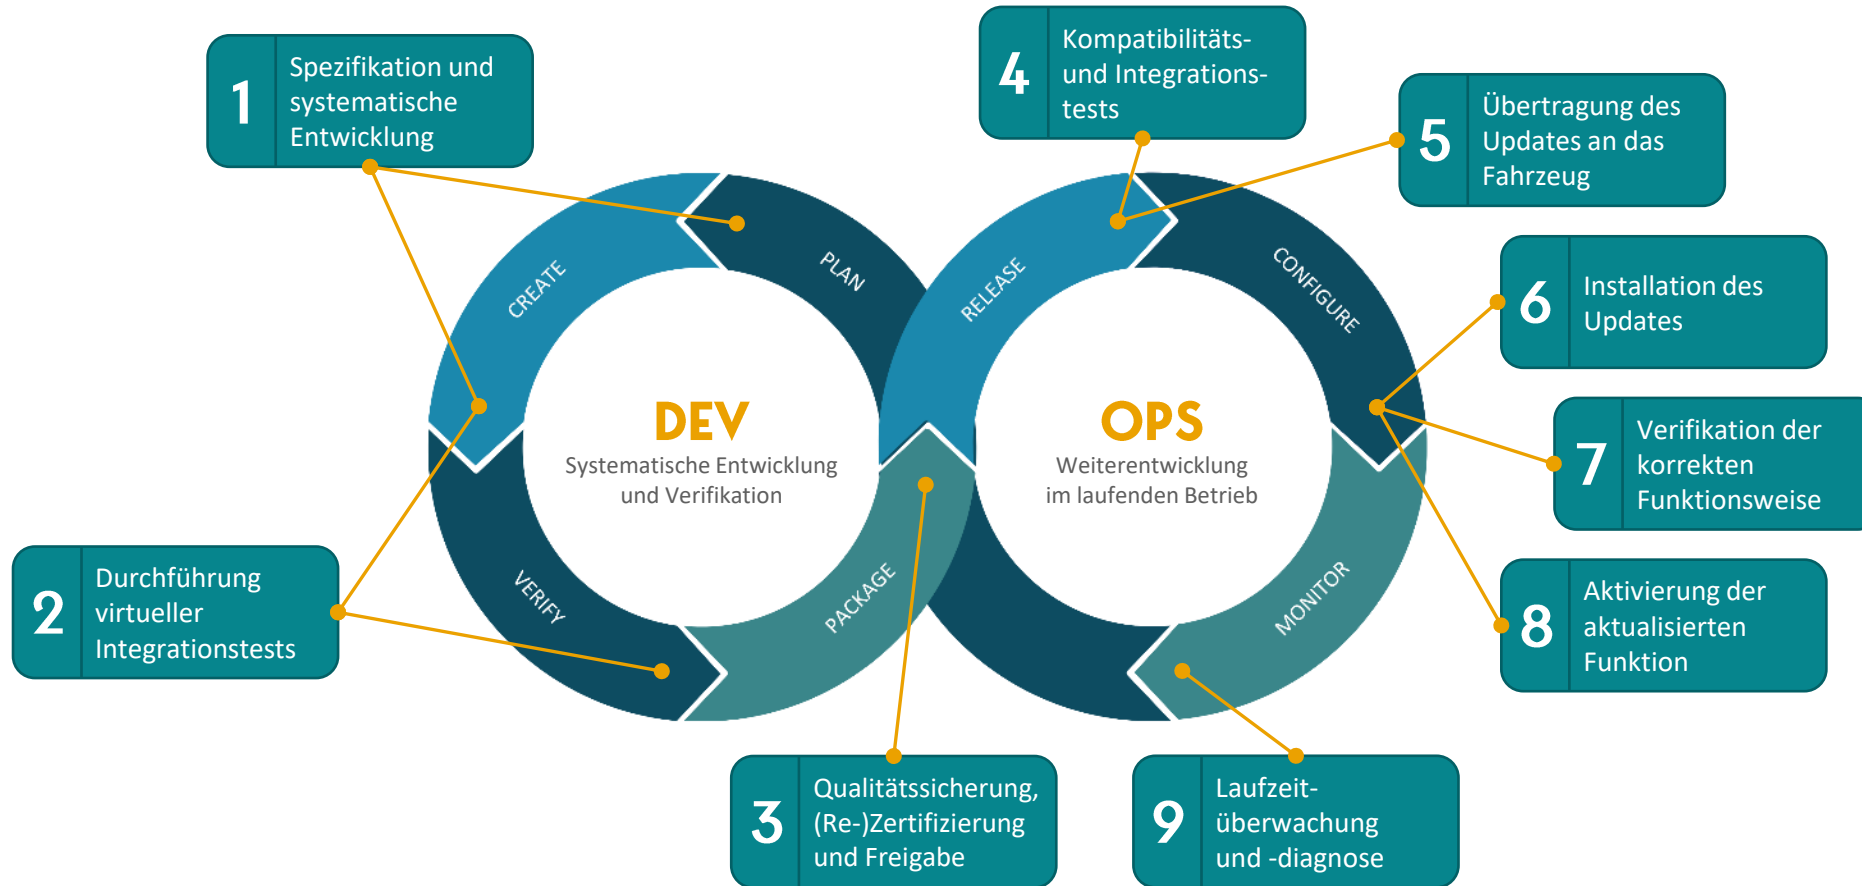 1
Spezifikation und
systematische
Entwicklung
4
Kompatibilitäts-
und Integrations-
tests
5
Übertragung des
Updates an das
Fahrzeug
CREATE
PLAN
RELEASE
CONFIGURE
6
Installation des
Updates
DEV
Systematische Entwicklung
und Verifikation
OPS
Weiterentwicklung
im laufenden Betrieb
7
Verifikation der
korrekten
Funktionsweise
2
Durchführung
virtueller
Integrationstests
VERIFY
PACKAGE
MONITOR
8
Aktivierung der
aktualisierten
Funktion
3
Qualitätssicherung,
(Re-)Zertifizierung
und Freigabe
9
Laufzeit-
überwachung
und -diagnose